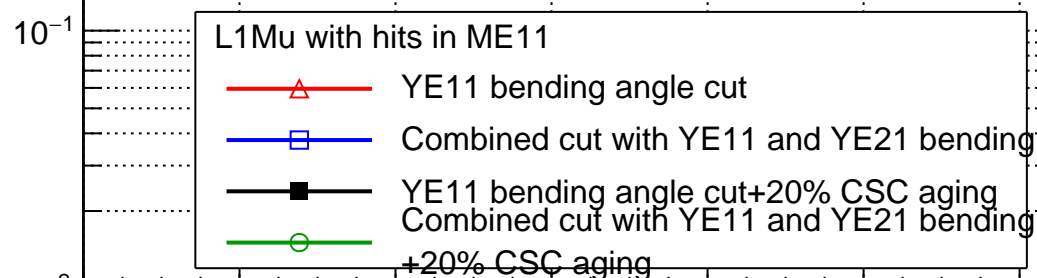 10⁻¹
L1Mu with hits in ME11
YE11 bending angle cut
Combined cut with YE11 and YE21 bending
YE11 bending angle cut+20% CSC aging
Combined cut with YE11 and YE21 bending
+20% CSC aging